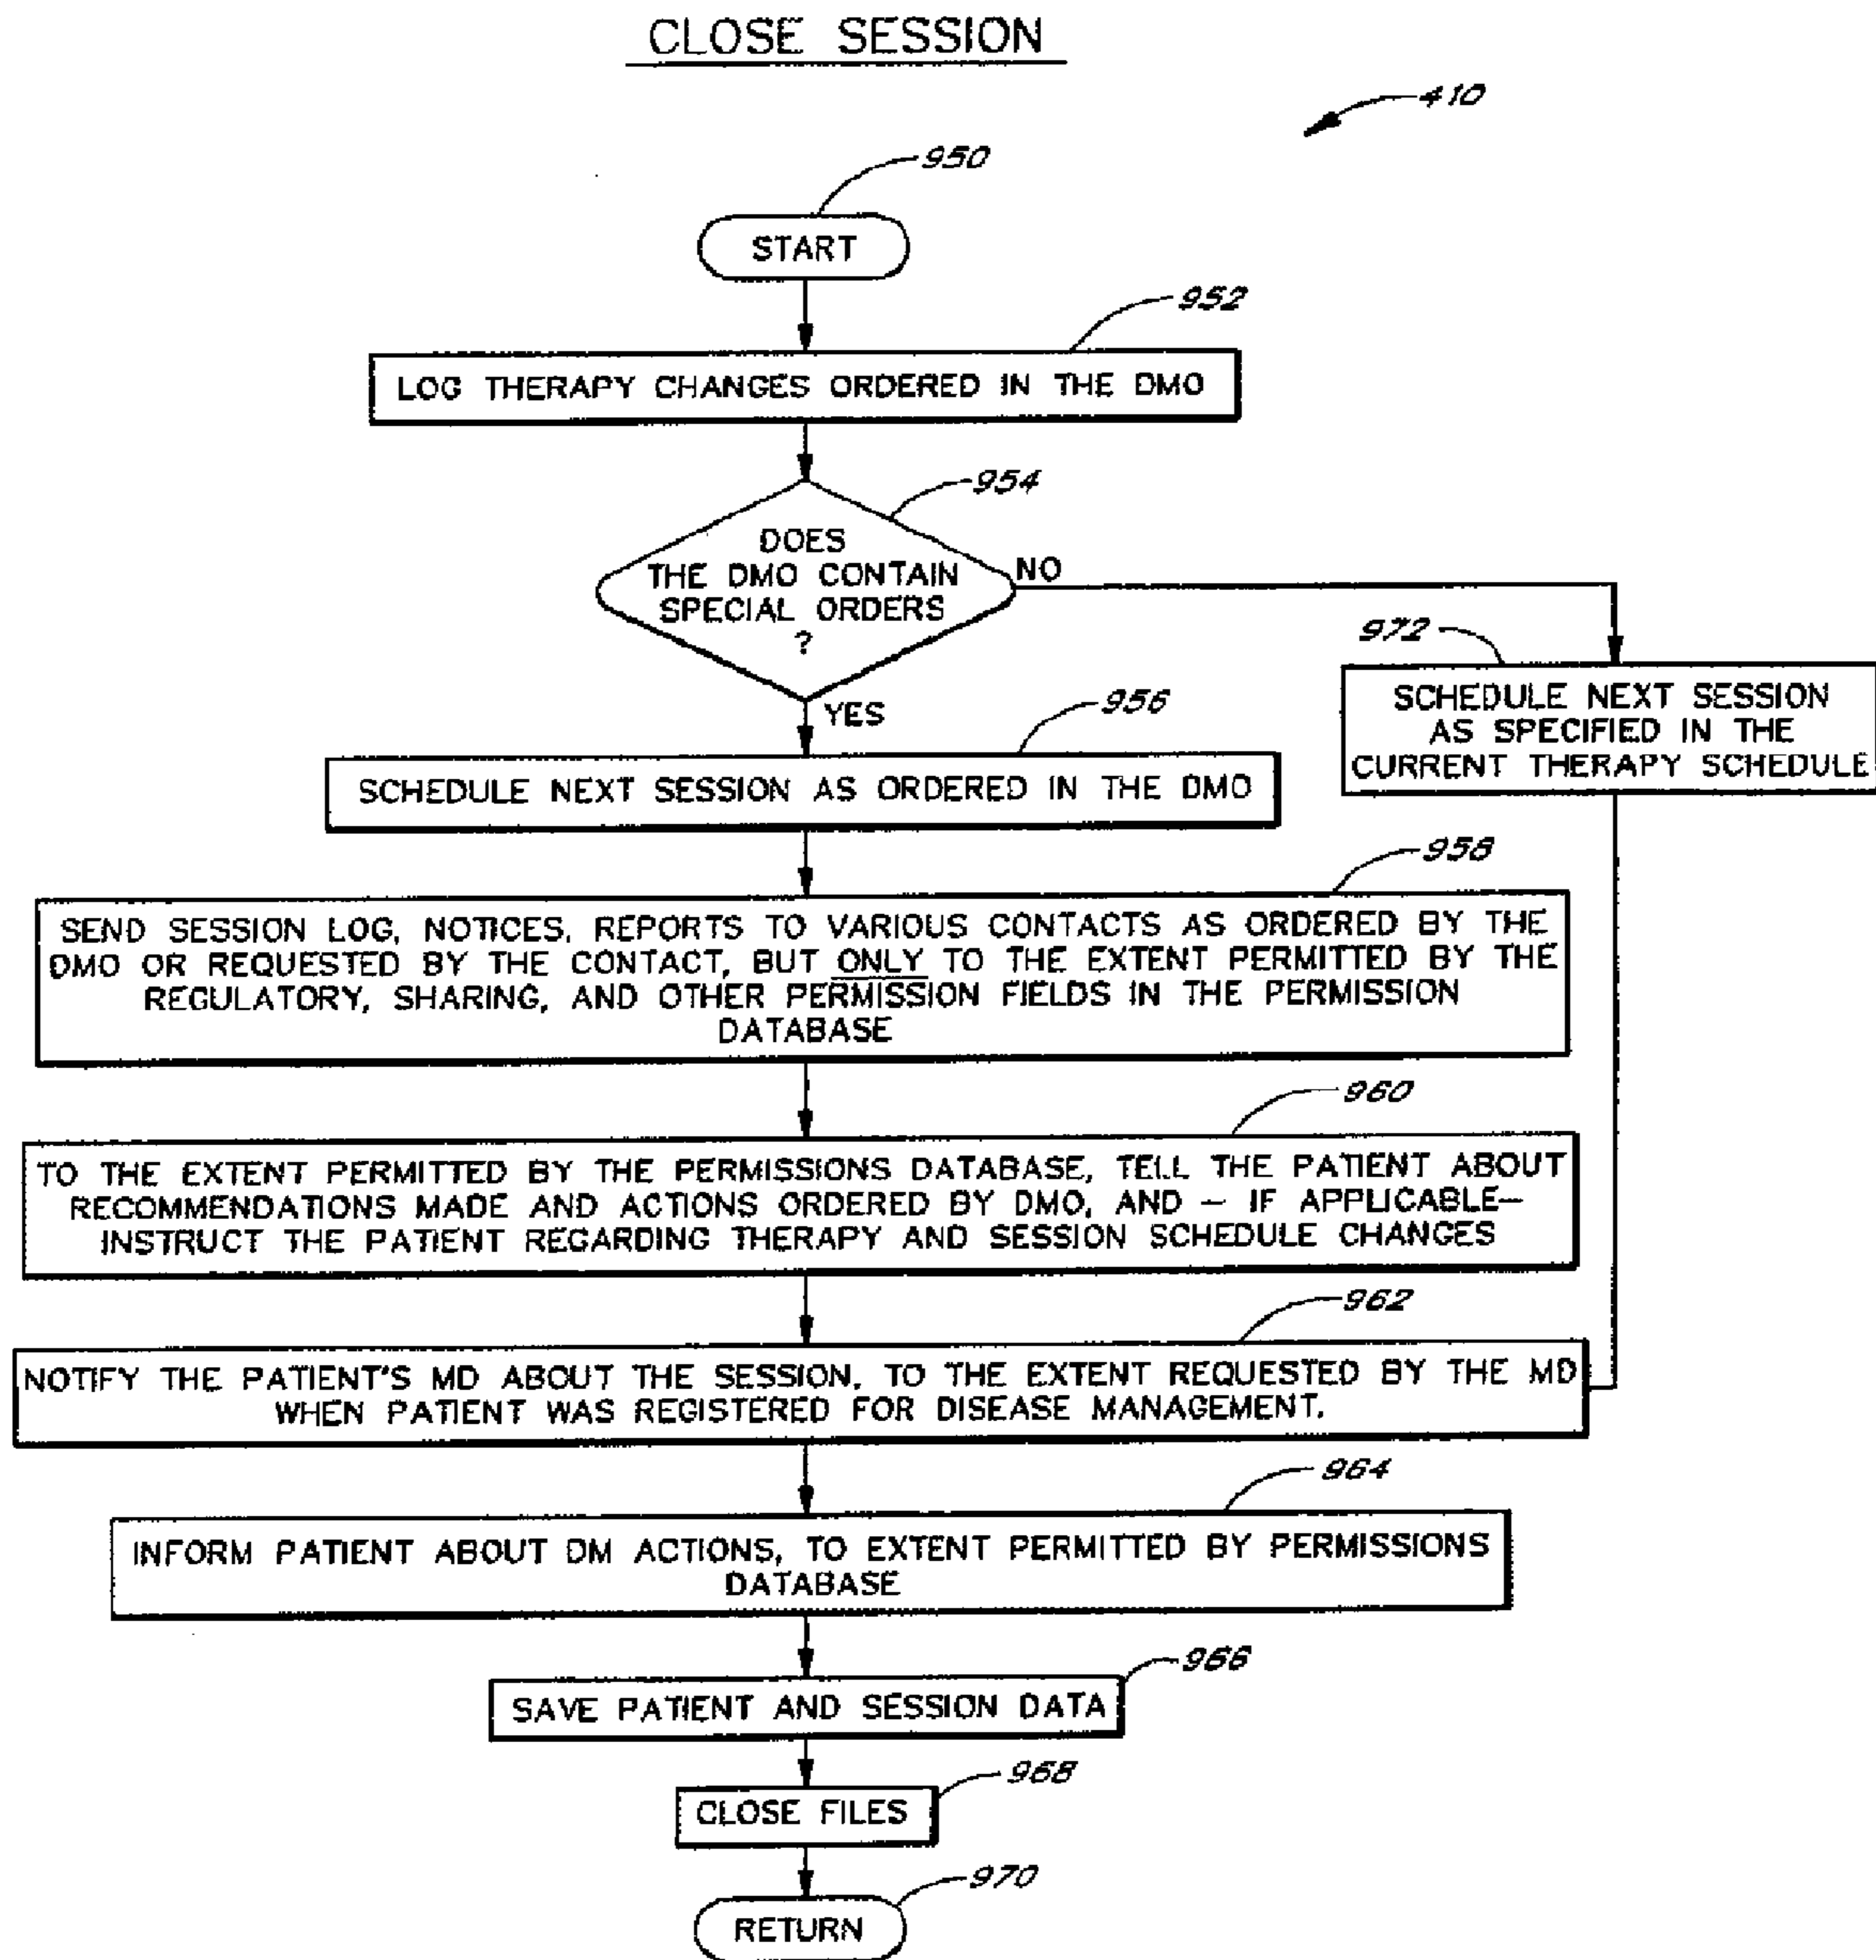 CLOSE SESSION
410
950
START
952
LOG THERAPY CHANGES ORDERED IN THE DMO
954
DOES
THE DMO CONTAIN
SPECIAL ORDERS
?
NO
YES
972
SCHEDULE NEXT SESSION
AS SPECIFIED IN THE
CURRENT THERAPY SCHEDULE
956
SCHEDULE NEXT SESSION AS ORDERED IN THE DMO
958
SEND SESSION LOG, NOTICES, REPORTS TO VARIOUS CONTACTS AS ORDERED BY THE
DMO OR REQUESTED BY THE CONTACT, BUT ONLY TO THE EXTENT PERMITTED BY THE
REGULATORY, SHARING, AND OTHER PERMISSION FIELDS IN THE PERMISSION
DATABASE
960
TO THE EXTENT PERMITTED BY THE PERMISSIONS DATABASE, TELL THE PATIENT ABOUT
RECOMMENDATIONS MADE AND ACTIONS ORDERED BY DMO, AND – IF APPLICABLE–
INSTRUCT THE PATIENT REGARDING THERAPY AND SESSION SCHEDULE CHANGES
962
NOTIFY THE PATIENT'S MD ABOUT THE SESSION, TO THE EXTENT REQUESTED BY THE MD
WHEN PATIENT WAS REGISTERED FOR DISEASE MANAGEMENT.
964
INFORM PATIENT ABOUT DM ACTIONS, TO EXTENT PERMITTED BY PERMISSIONS
DATABASE
966
SAVE PATIENT AND SESSION DATA
968
CLOSE FILES
970
RETURN